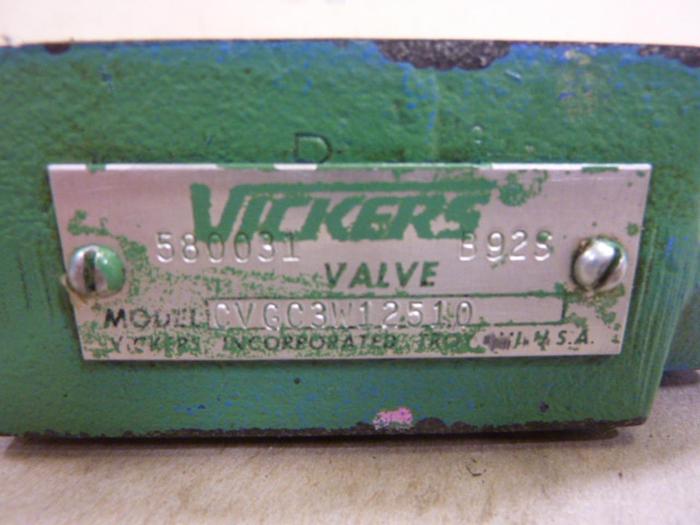 D
VICKERS
580031 B92S
VALVE
MODEL CVGC3W12510
VICKERS INCORPORATED TROY U.S.A.